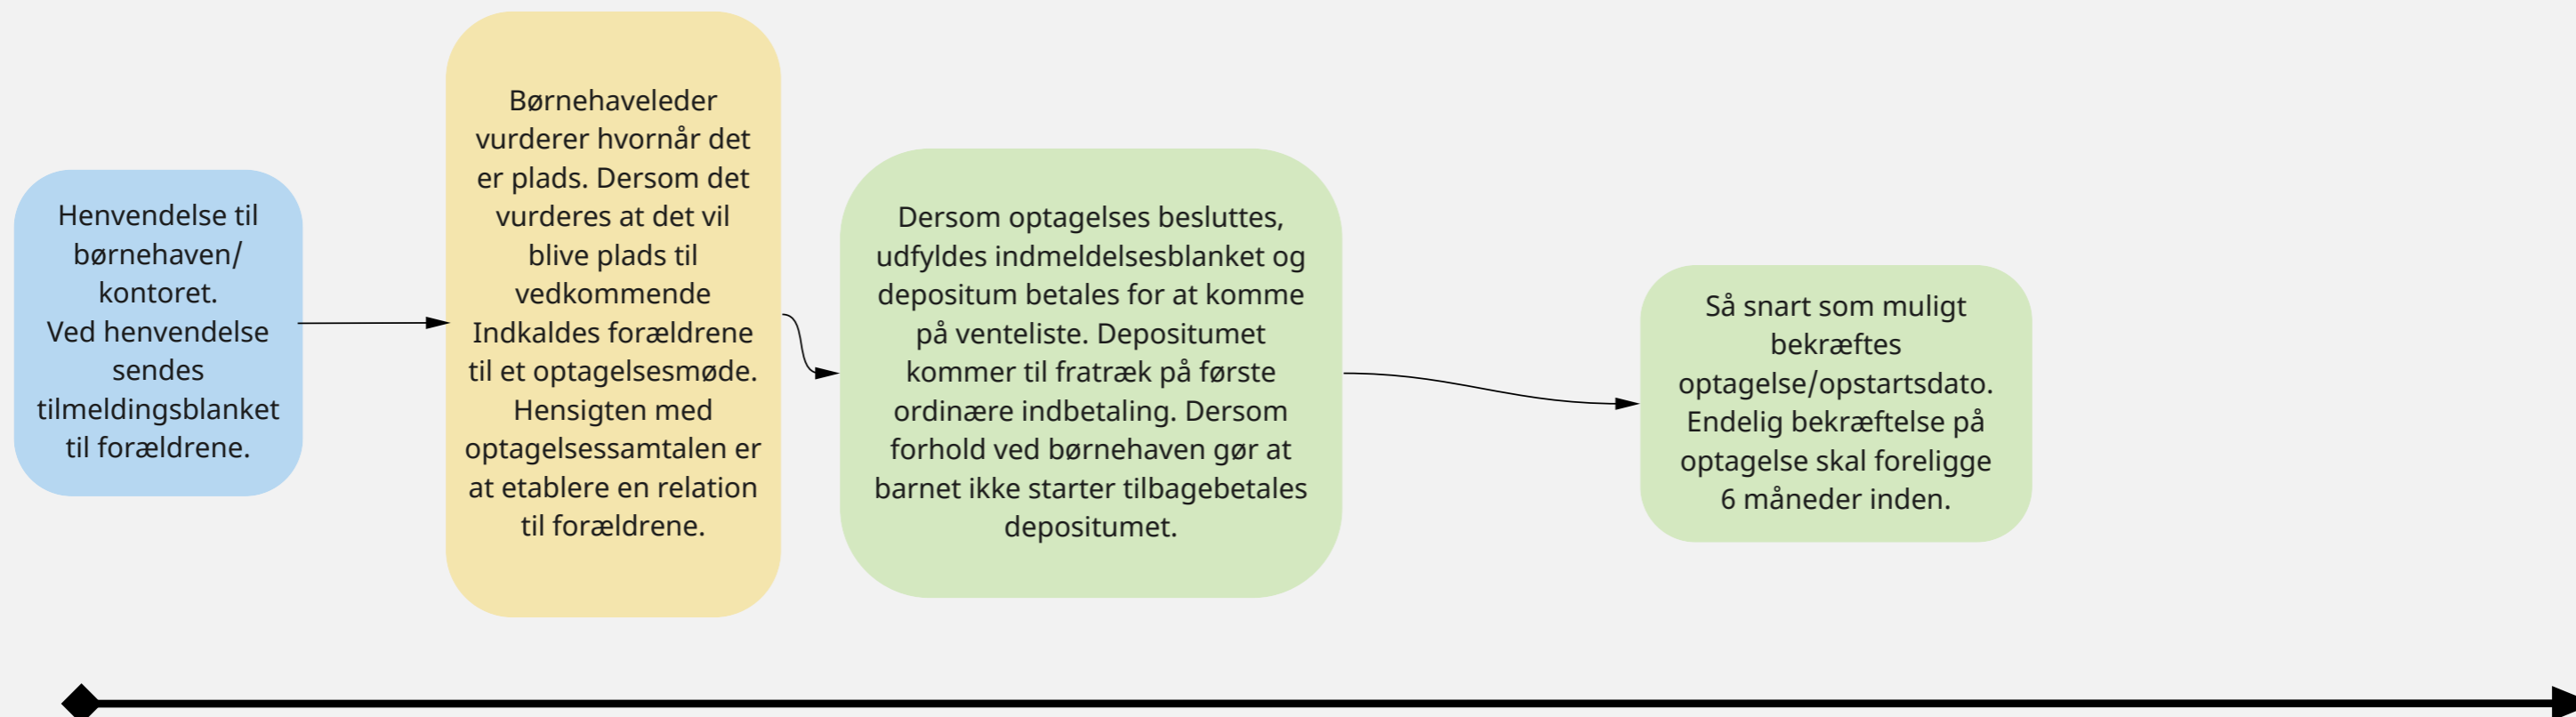 Henvendelse til
børnehaven/
kontoret.
Ved henvendelse
sendes
tilmeldingsblanket
til forældrene.
Børnehaveleder
vurderer hvornår det
er plads. Dersom det
vurderes at det vil
blive plads til
vedkommende
Indkaldes forældrene
til et optagelsesmøde.
Hensigten med
optagelsessamtalen er
at etablere en relation
til forældrene.
Dersom optagelses besluttes,
udfyldes indmeldelsesblanket og
depositum betales for at komme
på venteliste. Depositumet
kommer til fratræk på første
ordinære indbetaling. Dersom
forhold ved børnehaven gør at
barnet ikke starter tilbagebetales
depositumet.
Så snart som muligt
bekræftes
optagelse/opstartsdato.
Endelig bekræftelse på
optagelse skal foreligge
6 måneder inden.